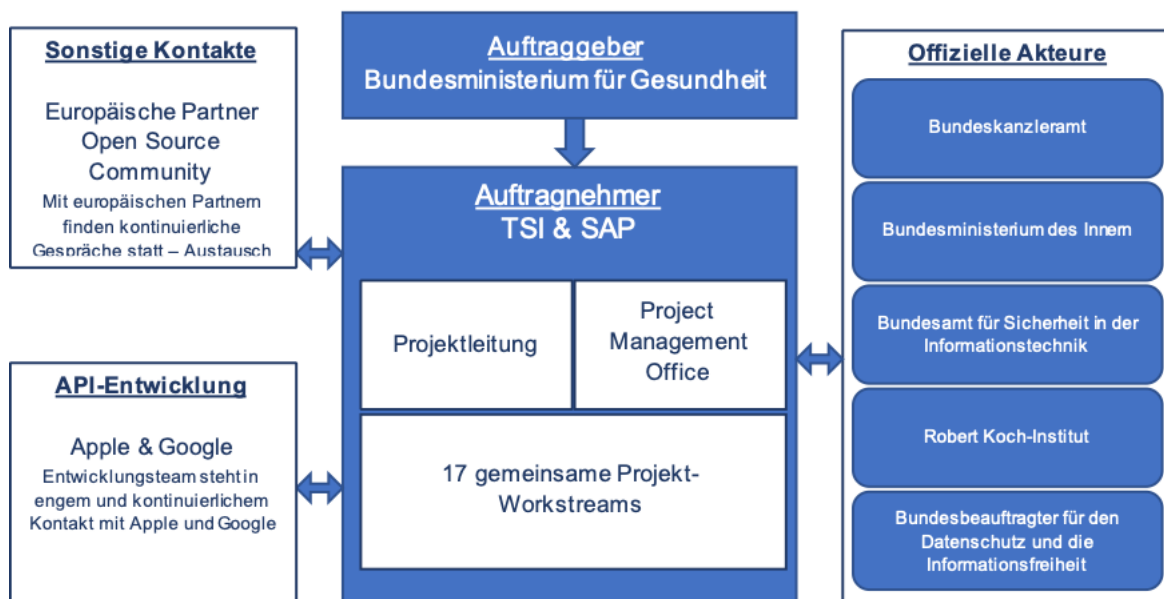 Sonstige Kontakte
Europäische Partner
Open Source
Community
Mit europäischen Partnern
finden kontinuierliche
Gespräche statt – Austausch
API-Entwicklung
Apple & Google
Entwicklungsteam steht in
engem und kontinuierlichem
Kontakt mit Apple und Google
Auftraggeber
Bundesministerium für Gesundheit
Auftragnehmer
TSI & SAP
Projektleitung
Project
Management
Office
17 gemeinsame Projekt-
Workstreams
Offizielle Akteure
Bundeskanzleramt
Bundesministerium des Innern
Bundesamt für Sicherheit in der
Informationstechnik
Robert Koch-Institut
Bundesbeauftragter für den
Datenschutz und die
Informationsfreiheit